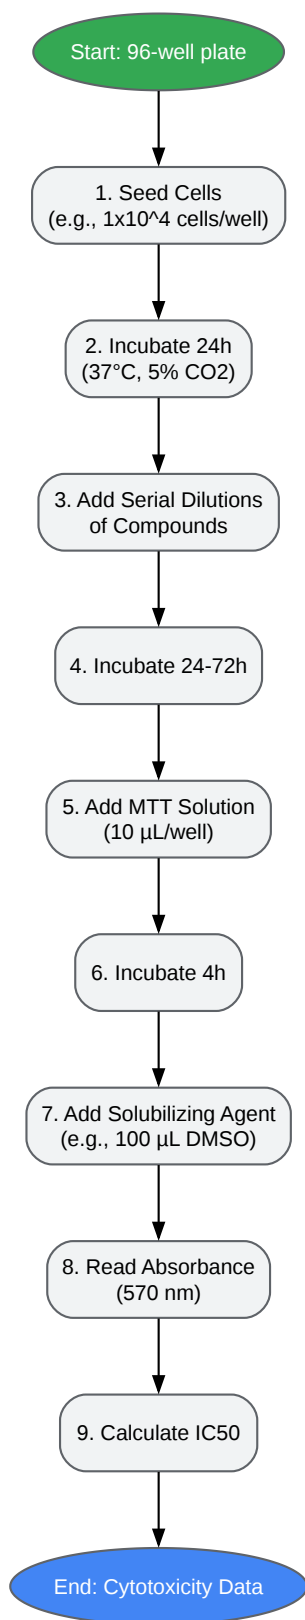 Start: 96-well plate
1. Seed Cells
(e.g., 1x10^4 cells/well)
2. Incubate 24h
(37°C, 5% CO2)
3. Add Serial Dilutions
of Compounds
4. Incubate 24-72h
5. Add MTT Solution
(10 µL/well)
6. Incubate 4h
7. Add Solubilizing Agent
(e.g., 100 µL DMSO)
8. Read Absorbance
(570 nm)
9. Calculate IC50
End: Cytotoxicity Data